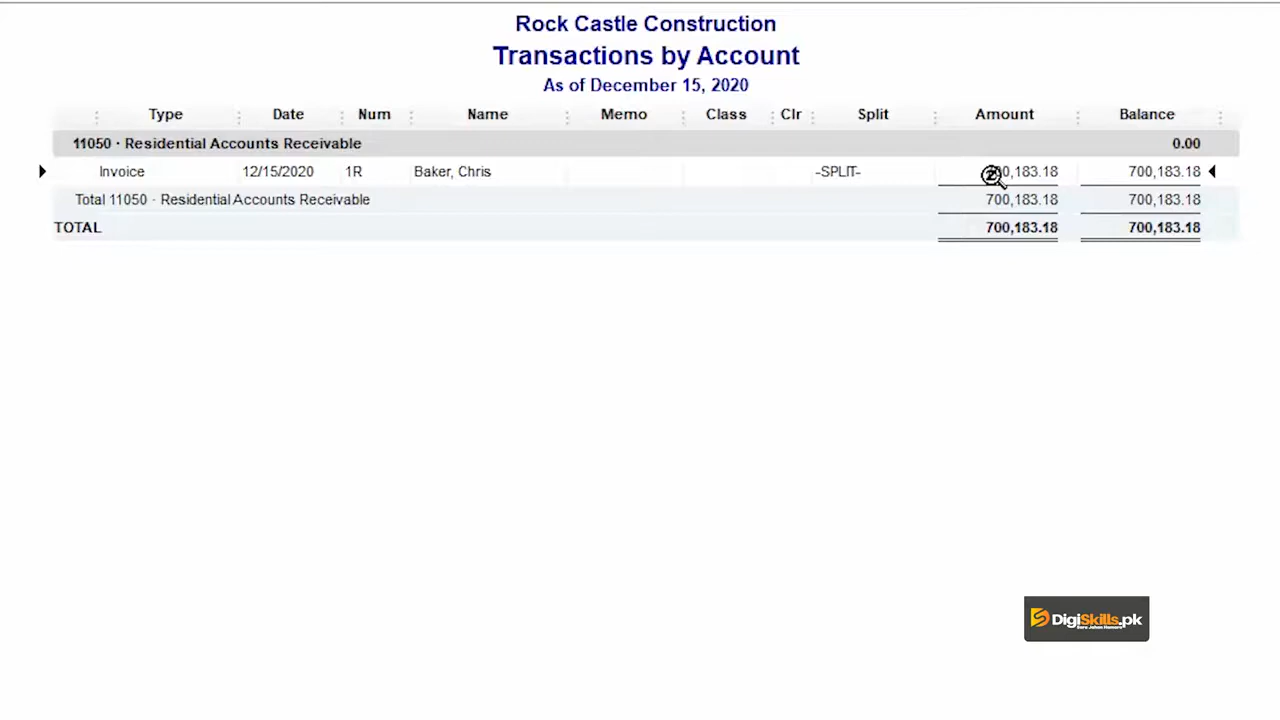 Rock Castle Construction
Transactions by Account
As of December 15, 2020
Type Date Num Name Memo Class Clr Split Amount Balance
11050 · Residential Accounts Receivable 0.00
Invoice 12/15/2020 1R Baker, Chris -SPLIT- 700,183.18 700,183.18
Total 11050 · Residential Accounts Receivable 700,183.18 700,183.18
TOTAL 700,183.18 700,183.18
DigiSkills.pk